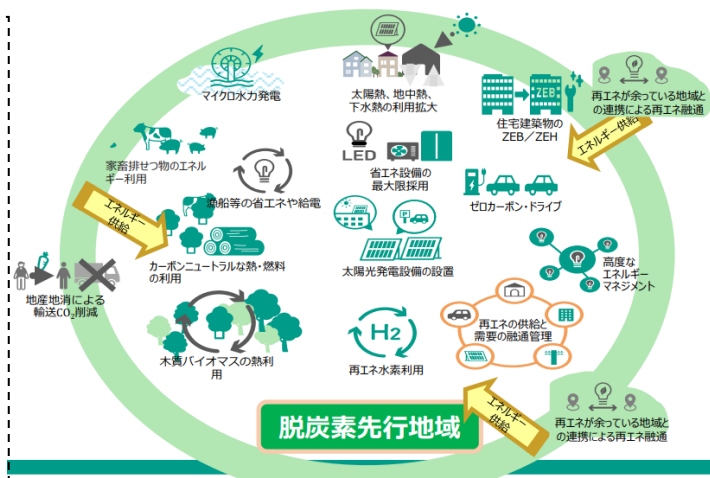 マイクロ水力発電
太陽熱、地中熱、
下水熱の利用拡大
ZEB
住宅建築物の
ZEB／ZEH
再エネが余っている地域と
の連携による再エネ融通
エネルギー供給
家畜排せつ物のエネル
ギー利用
LED
省エネ設備の
最大限採用
漁船等の省エネや給電
ゼロカーボン・ドライブ
エネルギー
供給
カーボンニュートラルな熱・燃料
の利用
P
太陽光発電設備の設置
高度な
エネルギー
マネジメント
地産地消による
輸送CO₂削減
木質バイオマスの熱利
用
H2
再エネ水素利用
再エネの供給と
需要の融通管理
脱炭素先行地域
エネルギー
供給
再エネが余っている地域と
の連携による再エネ融通